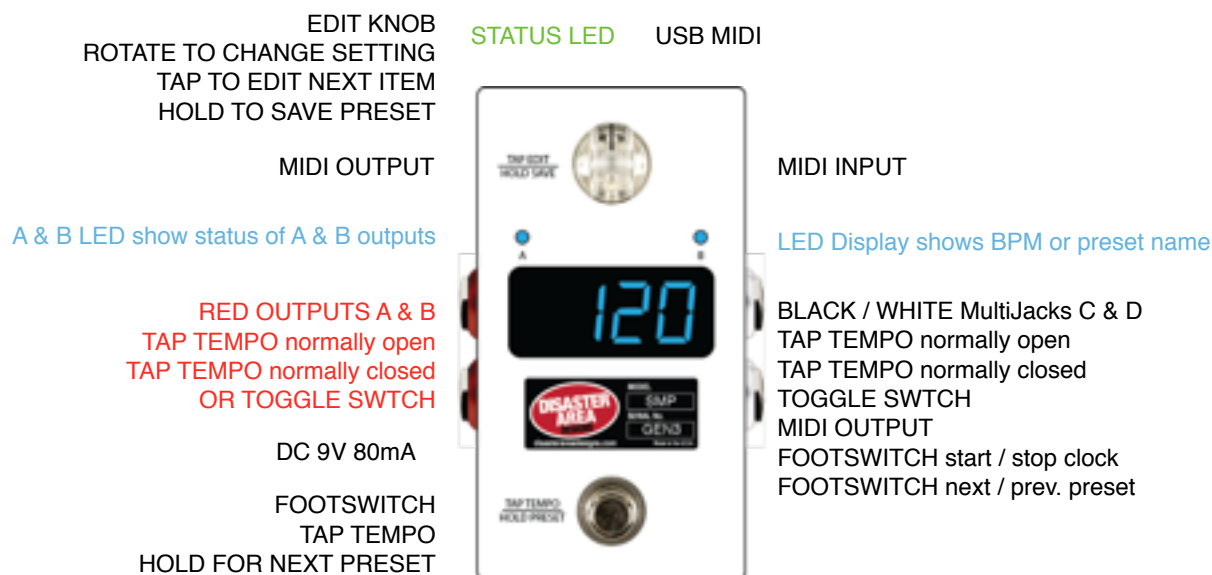 EDIT KNOB
ROTATE TO CHANGE SETTING
TAP TO EDIT NEXT ITEM
HOLD TO SAVE PRESET
STATUS LED
USB MIDI
MIDI OUTPUT
TAP EDIT
HOLD SAVE
MIDI INPUT
A & B LED show status of A & B outputs
A
B
LED Display shows BPM or preset name
120
RED OUTPUTS A & B
TAP TEMPO normally open
TAP TEMPO normally closed
OR TOGGLE SWTCH
BLACK / WHITE MultiJacks C & D
TAP TEMPO normally open
TAP TEMPO normally closed
TOGGLE SWTCH
MIDI OUTPUT
FOOTSWITCH start / stop clock
FOOTSWITCH next / prev. preset
DISASTER
AREA
MODEL
SMP
SERIAL No.
GEN3
DC 9V 80mA
FOOTSWITCH
TAP TEMPO
HOLD FOR NEXT PRESET
TAP TEMPO
HOLD PRESET